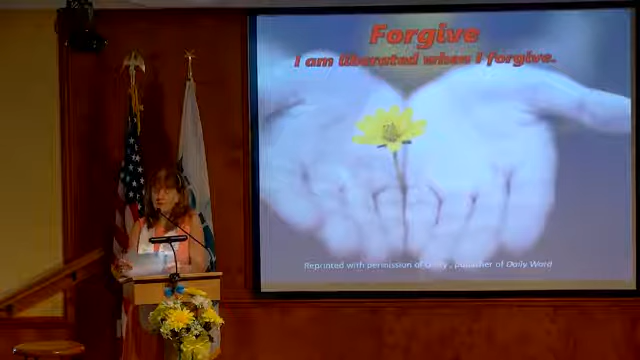 Forgive
I am liberated when I forgive.
Reprinted with permission of Unity®, publisher of Daily Word